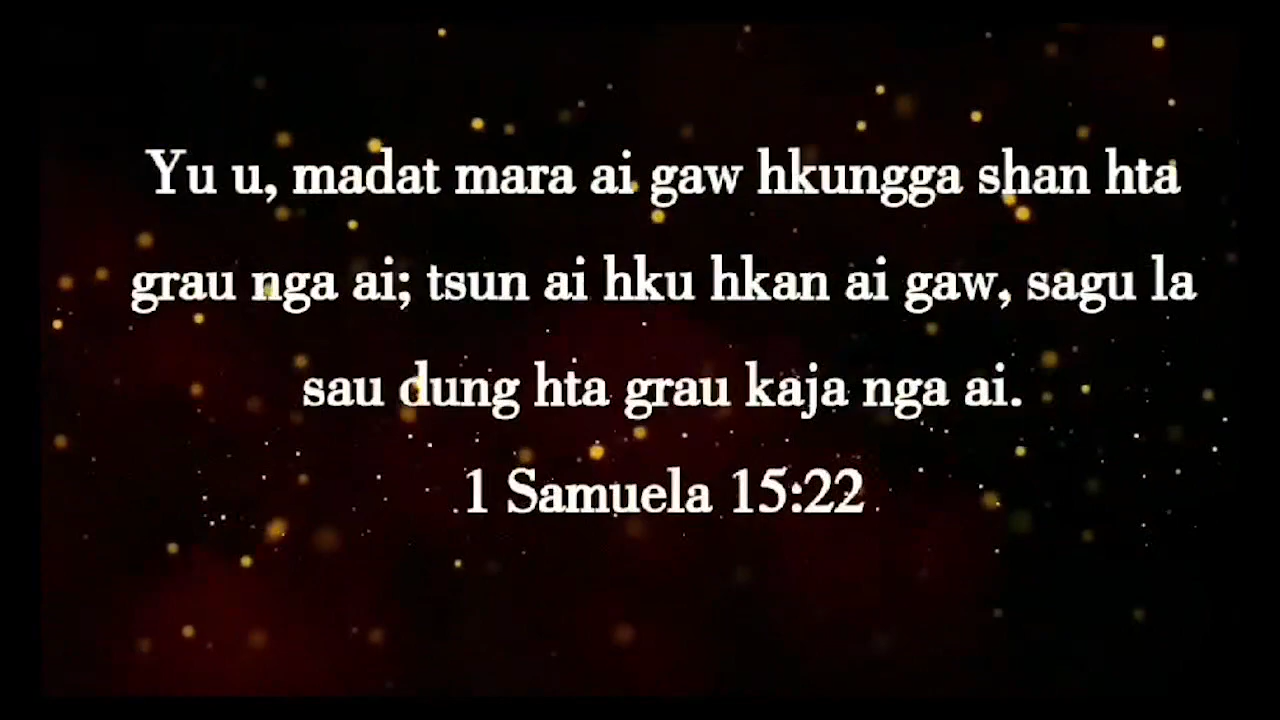 Yu u, madat mara ai gaw hkungga shan hta
grau nga ai; tsun ai hku hkan ai gaw, sagu la
sau dung hta grau kaja nga ai.
1 Samuela 15:22